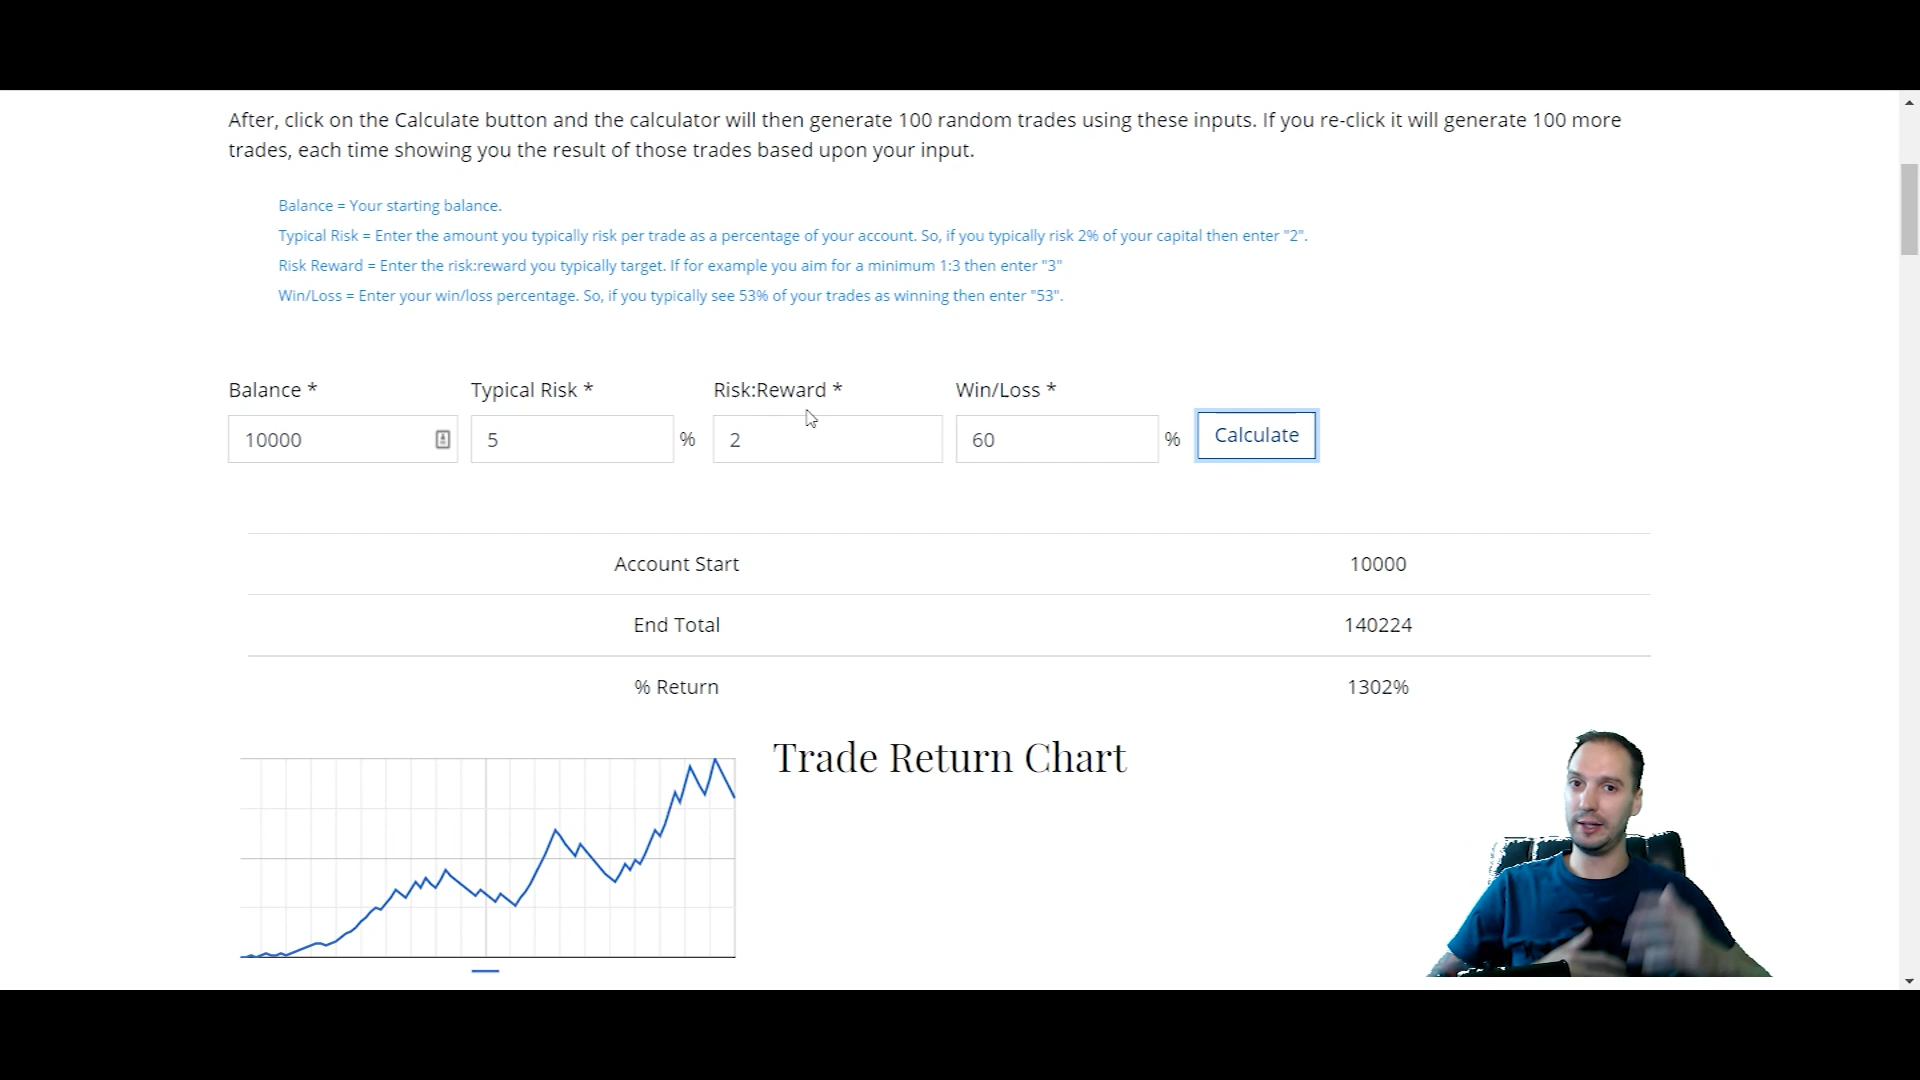 After, click on the Calculate button and the calculator will then generate 100 random trades using these inputs. If you re-click it will generate 100 more
trades, each time showing you the result of those trades based upon your input.
Balance = Your starting balance.
Typical Risk = Enter the amount you typically risk per trade as a percentage of your account. So, if you typically risk 2% of your capital then enter "2".
Risk Reward = Enter the risk:reward you typically target. If for example you aim for a minimum 1:3 then enter "3"
Win/Loss = Enter your win/loss percentage. So, if you typically see 53% of your trades as winning then enter "53".
Balance * Typical Risk * Risk:Reward * Win/Loss *
10000 5 % 2 60 % Calculate
Account Start 10000
End Total 140224
% Return 1302%
Trade Return Chart